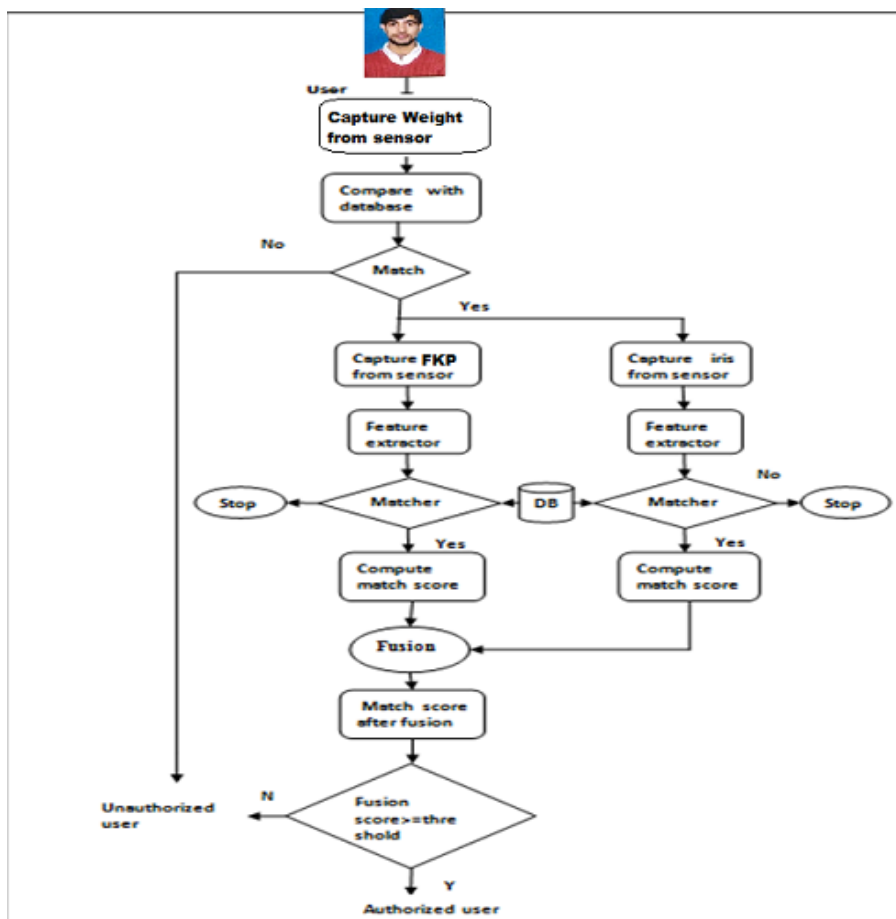 User
Capture Weight
from sensor
Compare with
database
No
Match
Yes
Capture FKP
from sensor
Capture iris
from sensor
Feature
extractor
Feature
extractor
No
Stop
Matcher
DB
Matcher
Stop
Yes
Yes
Compute
match score
Compute
match score
Fusion
Match score
after fusion
Unauthorized
user
N
Fusion
score>=thre
shold
Y
Authorized user